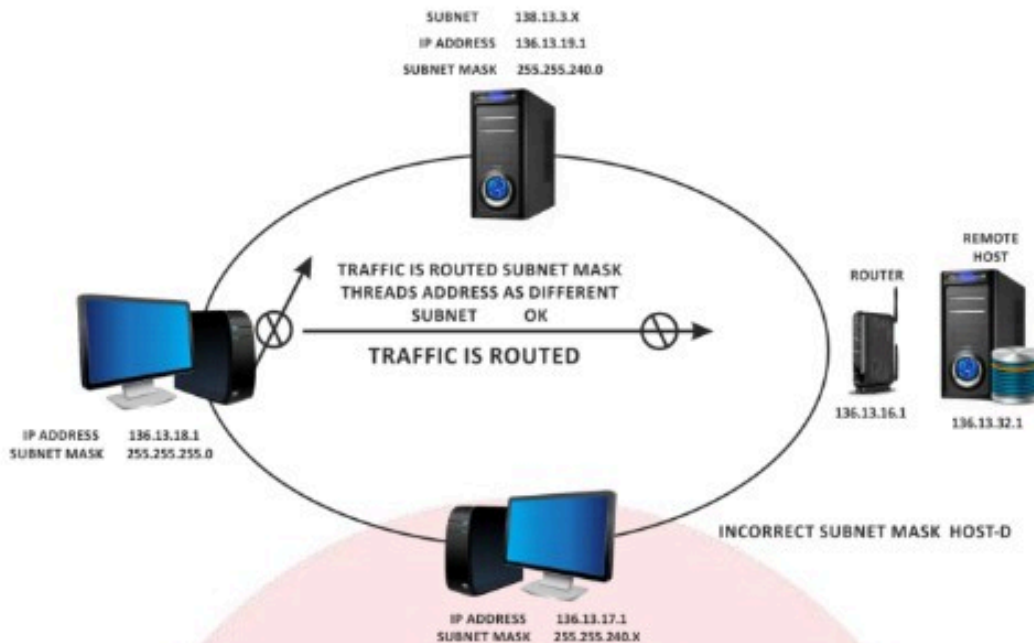 SUBNET 138.13.3.X
IP ADDRESS 136.13.19.1
SUBNET MASK 255.255.240.0
REMOTE
HOST
ROUTER
TRAFFIC IS ROUTED SUBNET MASK
THREADS ADDRESS AS DIFFERENT
SUBNET OK
TRAFFIC IS ROUTED
136.13.16.1
136.13.32.1
IP ADDRESS 136.13.18.1
SUBNET MASK 255.255.255.0
INCORRECT SUBNET MASK HOST-D
IP ADDRESS 136.13.17.1
SUBNET MASK 255.255.240.X